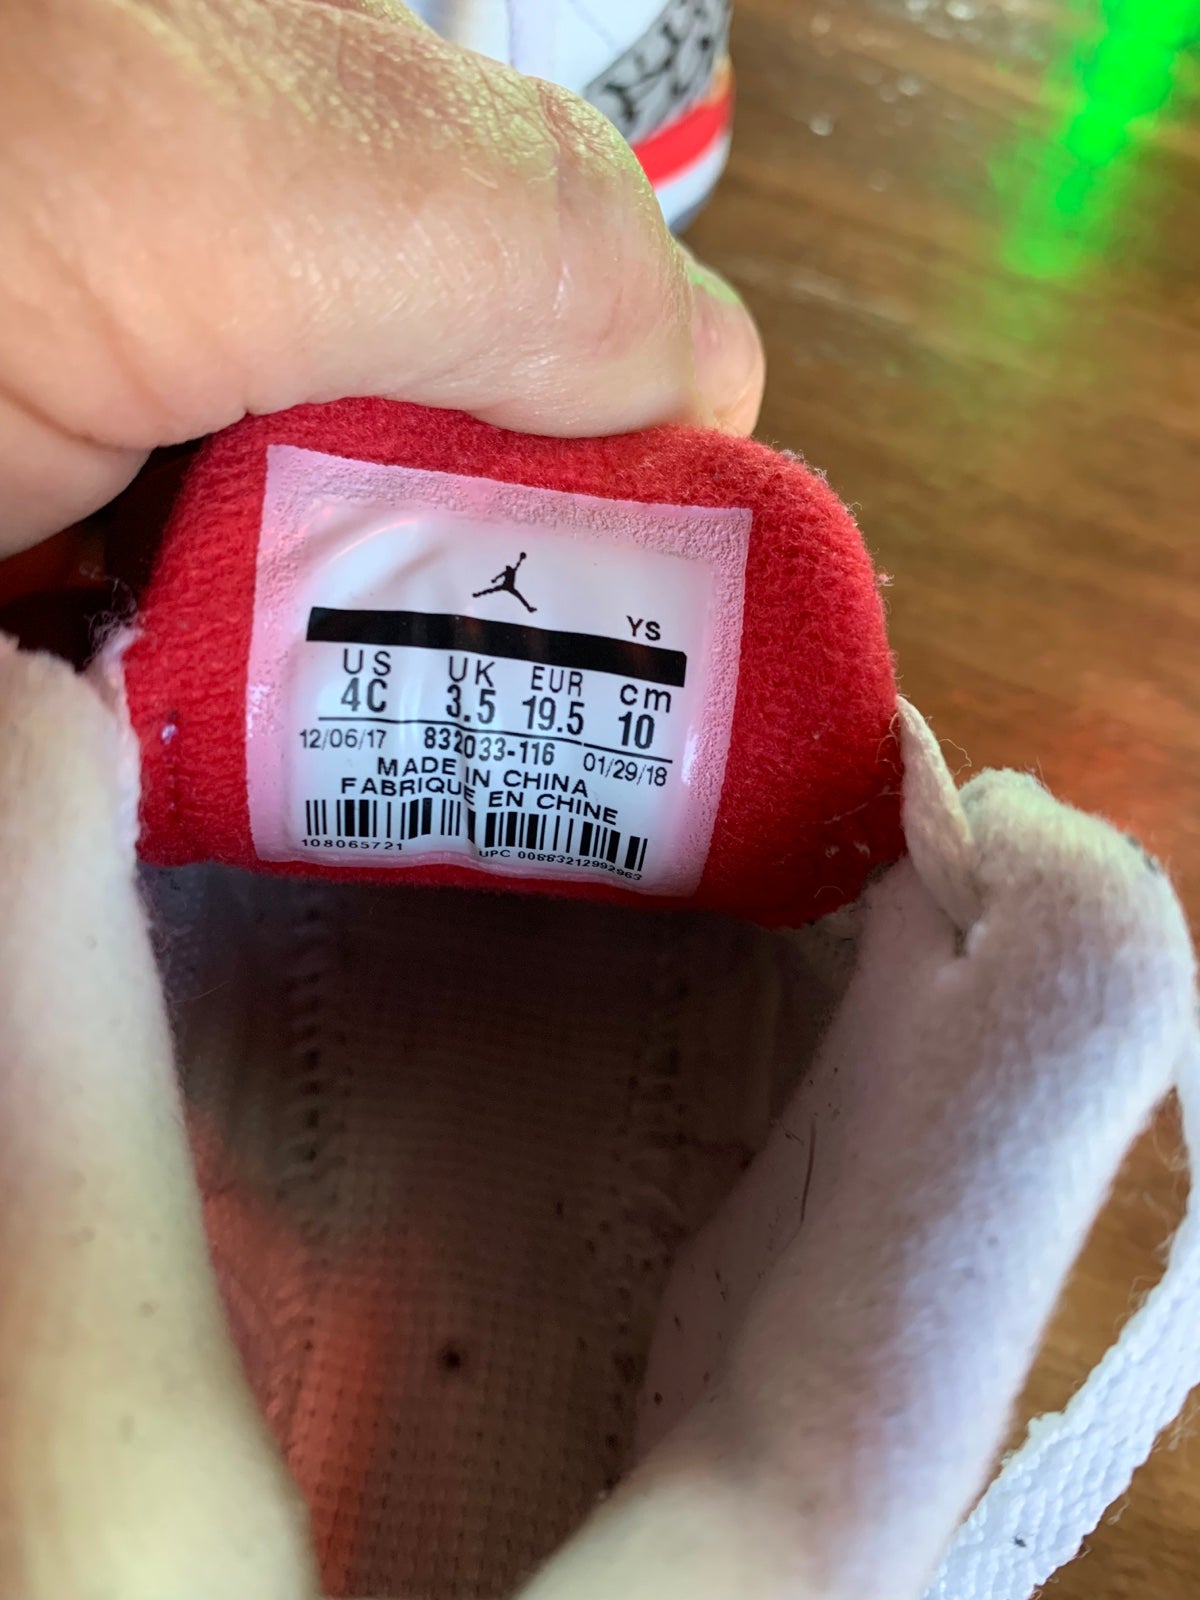 YS
US UK EUR cm
4C 3.5 19.5 10
12/06/17 832033-116 01/29/18
MADE IN CHINA
FABRIQUE EN CHINE
108065721 UPC 00883212992963